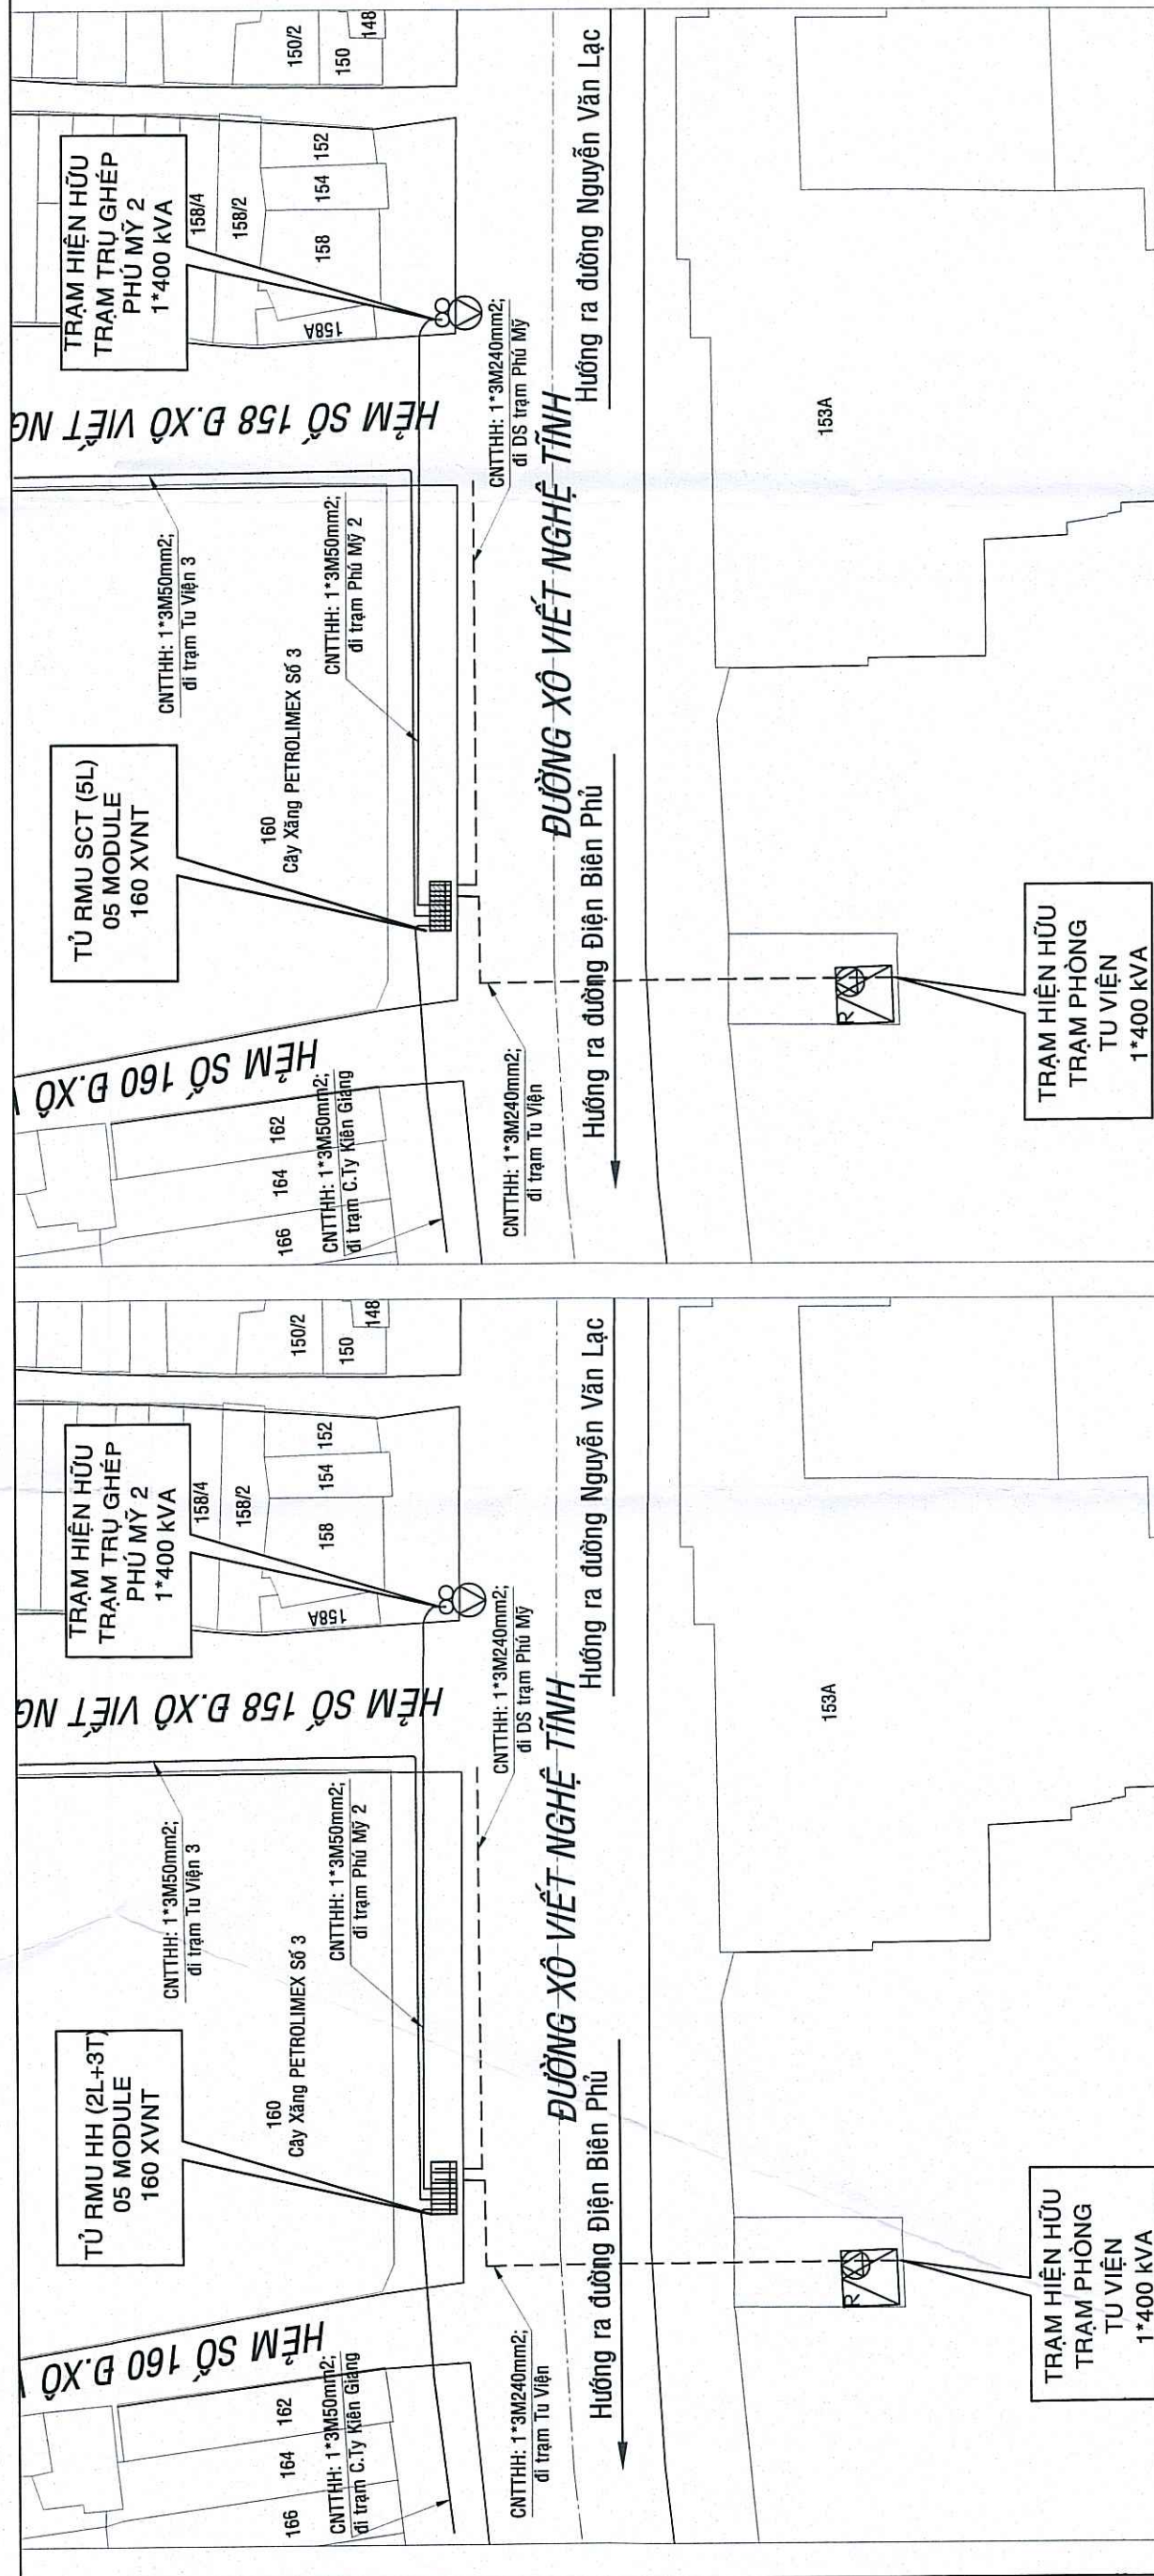 TỦ RMU HH (2L+3T)
05 MODULE
160 XVNT
TRẠM HIỆN HỮU
TRẠM TRỤ GHÉP
PHÚ MỸ 2
1*400 kVA
158/4
158/2
150/2
150
148
152
154
158
158A
HẺM SỐ 158 Đ.XÔ VIẾT NG
HẺM SỐ 160 Đ.XÔ V
CNTTHH: 1*3M50mm2;
đi trạm Tu Viện 3
160
Cây Xăng PETROLIMEX Số 3
CNTTHH: 1*3M50mm2;
đi trạm Phú Mỹ 2
162
164
166
CNTTHH: 1*3M50mm2;
đi trạm C.Ty Kiên Giang
CNTTHH: 1*3M240mm2;
đi DS trạm Phú Mỹ
CNTTHH: 1*3M240mm2;
đi trạm Tu Viện
ĐƯỜNG XÔ VIẾT NGHỆ TĨNH
Hướng ra đường Điện Biên Phủ
Hướng ra đường Nguyễn Văn Lạc
153A
R
TRẠM HIỆN HỮU
TRẠM PHÒNG
TU VIỆN
1*400 kVA
TỦ RMU SCT (5L)
05 MODULE
160 XVNT
TRẠM HIỆN HỮU
TRẠM TRỤ GHÉP
PHÚ MỸ 2
1*400 kVA
158/4
158/2
150/2
150
148
152
154
158
158A
HẺM SỐ 158 Đ.XÔ VIẾT NG
HẺM SỐ 160 Đ.XÔ V
CNTTHH: 1*3M50mm2;
đi trạm Tu Viện 3
160
Cây Xăng PETROLIMEX Số 3
CNTTHH: 1*3M50mm2;
đi trạm Phú Mỹ 2
162
164
166
CNTTHH: 1*3M50mm2;
đi trạm C.Ty Kiên Giang
CNTTHH: 1*3M240mm2;
đi DS trạm Phú Mỹ
CNTTHH: 1*3M240mm2;
đi trạm Tu Viện
ĐƯỜNG XÔ VIẾT NGHỆ TĨNH
Hướng ra đường Điện Biên Phủ
Hướng ra đường Nguyễn Văn Lạc
153A
R
TRẠM HIỆN HỮU
TRẠM PHÒNG
TU VIỆN
1*400 kVA